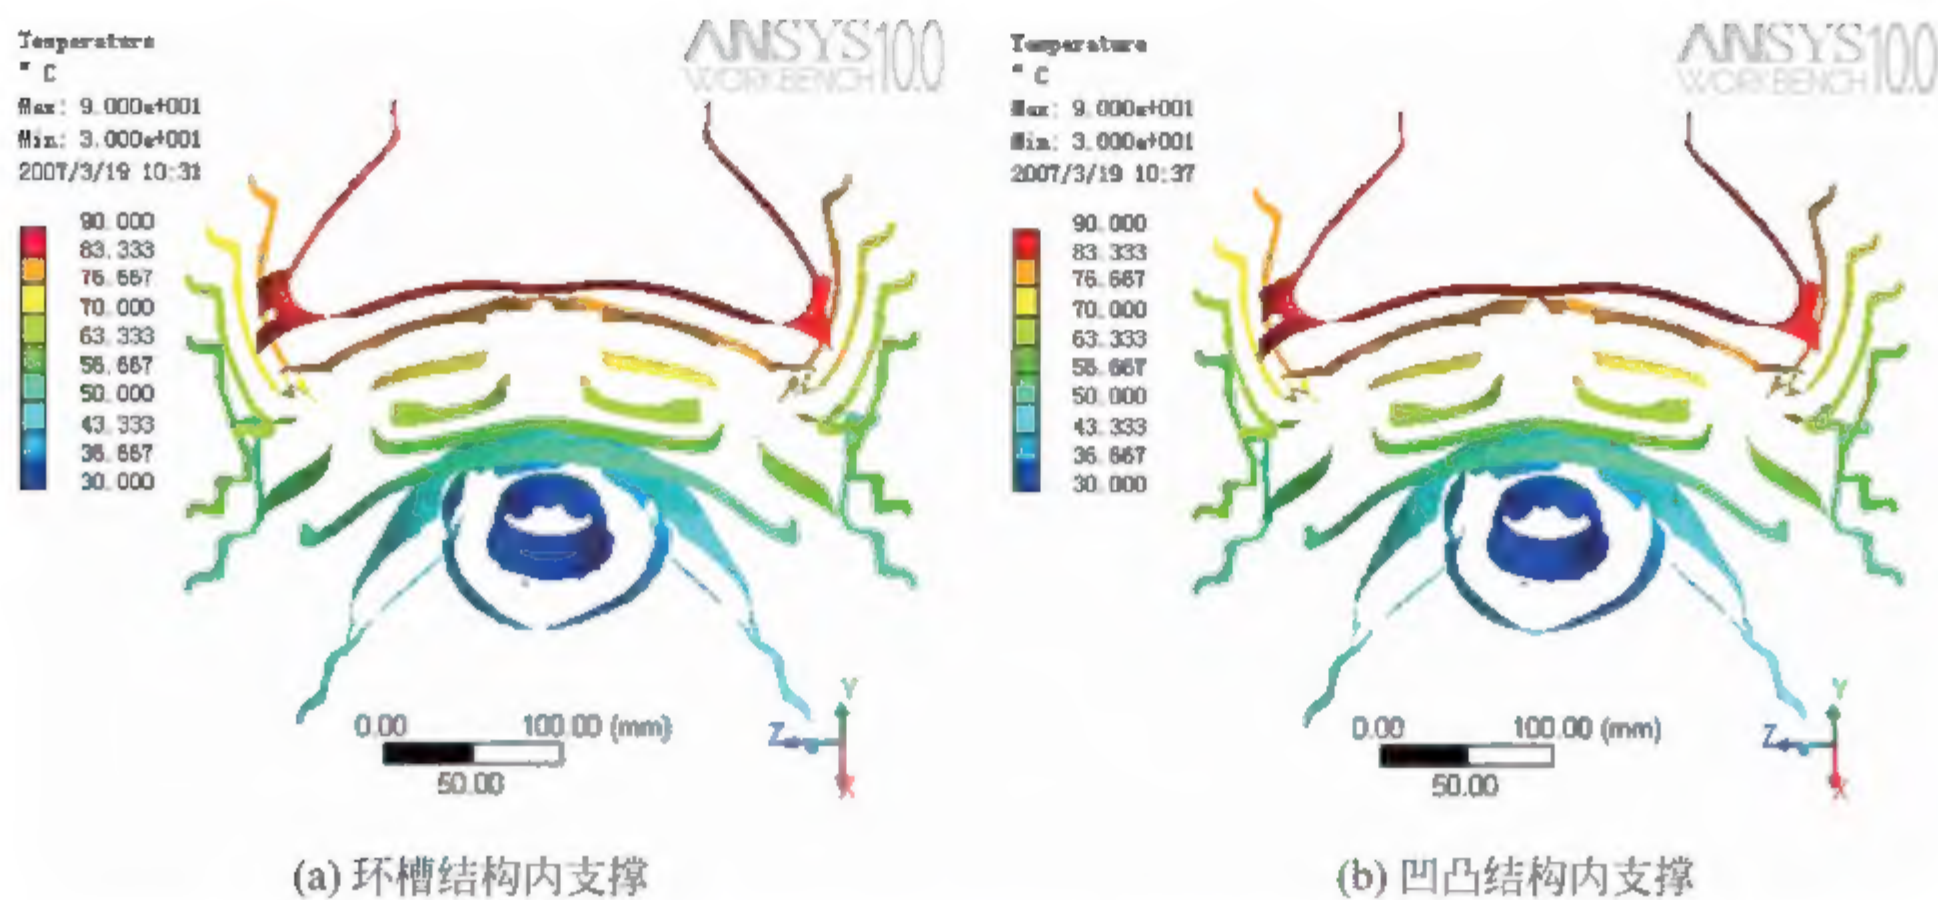 Temperature
° C
Max: 9.000e+001
Min: 3.000e+001
2007/3/19 10:32
90.000
83.333
76.667
70.000
63.333
56.667
50.000
43.333
36.667
30.000
ANSYS 10.0
WORKBENCH
0.00 100.00 (mm)
50.00
Y
Z
X
(a) 环槽结构内支撑
Temperature
° C
Max: 9.000e+001
Min: 3.000e+001
2007/3/19 10:37
90.000
83.333
76.667
70.000
63.333
56.667
50.000
43.333
36.667
30.000
ANSYS 10.0
WORKBENCH
0.00 100.00 (mm)
50.00
Y
Z
X
(b) 凹凸结构内支撑